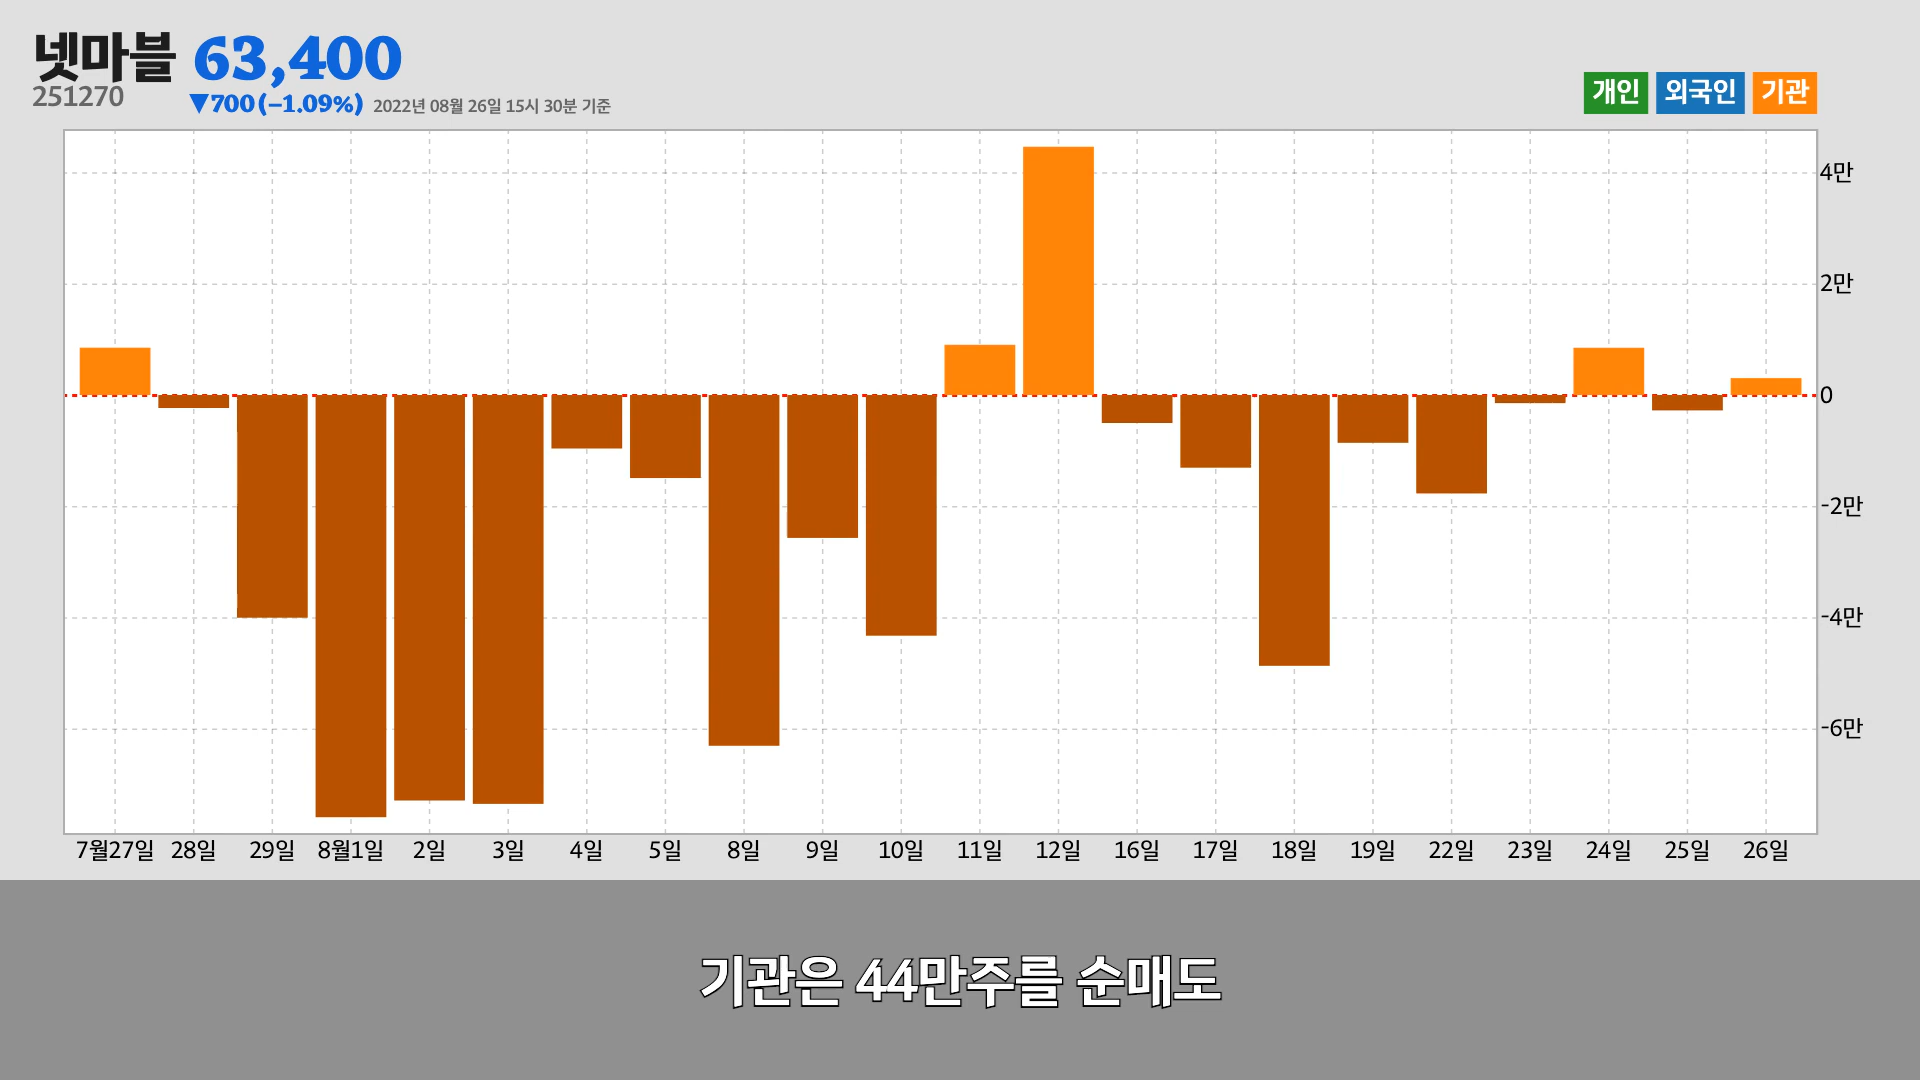 넷마블 63,400
251270 ▼700 (−1.09%) 2022년 08월 26일 15시 30분 기준
개인 외국인 기관
4만
2만
0
-2만
-4만
-6만
7월27일 28일 29일 8월1일 2일 3일 4일 5일 8일 9일 10일 11일 12일 16일 17일 18일 19일 22일 23일 24일 25일 26일
기관은 44만주를 순매도